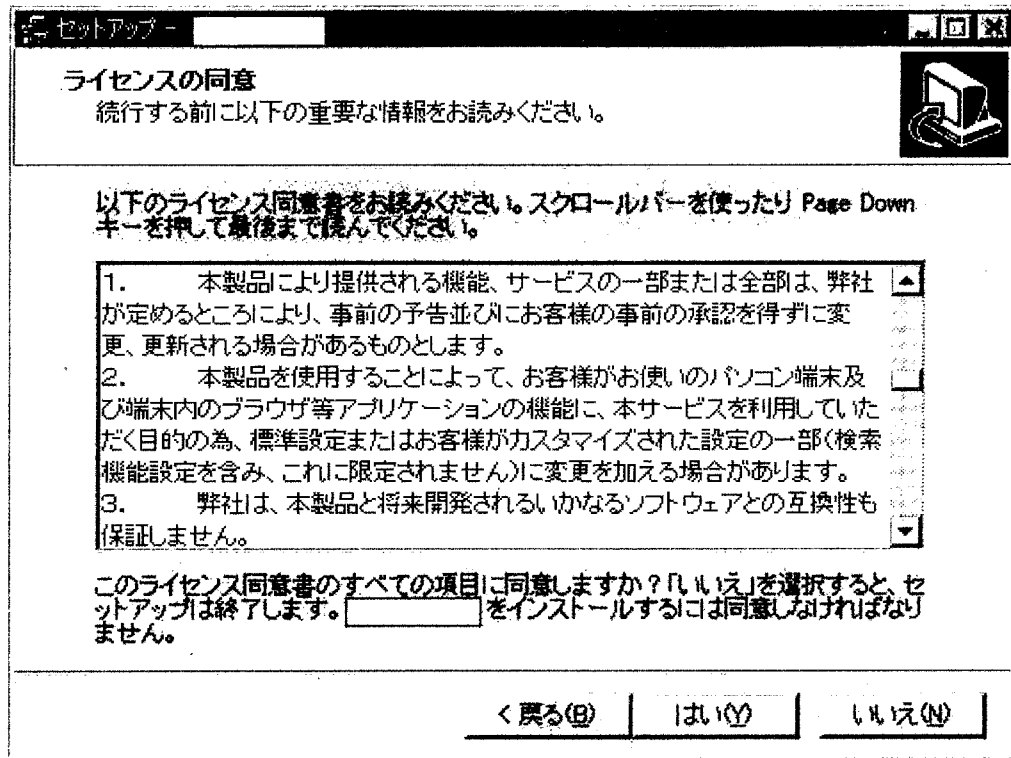 セットアップ -
ライセンスの同意
続行する前に以下の重要な情報をお読みください。
以下のライセンス同意書をお読みください。スクロールバーを使ったり Page Down
キーを押して最後まで読んでください。
1. 本製品により提供される機能、サービスの一部または全部は、弊社
が定めるところにより、事前の予告並びにお客様の事前の承認を得ずに変
更、更新される場合があるものとします。
2. 本製品を使用することによって、お客様がお使いのパソコン端末及
び端末内のブラウザ等アプリケーションの機能に、本サービスを利用していた
だく目的の為、標準設定またはお客様がカスタマイズされた設定の一部(検索
機能設定を含み、これに限定されません)に変更を加える場合があります。
3. 弊社は、本製品と将来開発されるいかなるソフトウェアとの互換性も
保証しません。
このライセンス同意書のすべての項目に同意しますか?「いいえ」を選択すると、セ
ットアップは終了します。 をインストールするには同意しなければなり
ません。
< 戻る(B) はい(Y) いいえ(N)